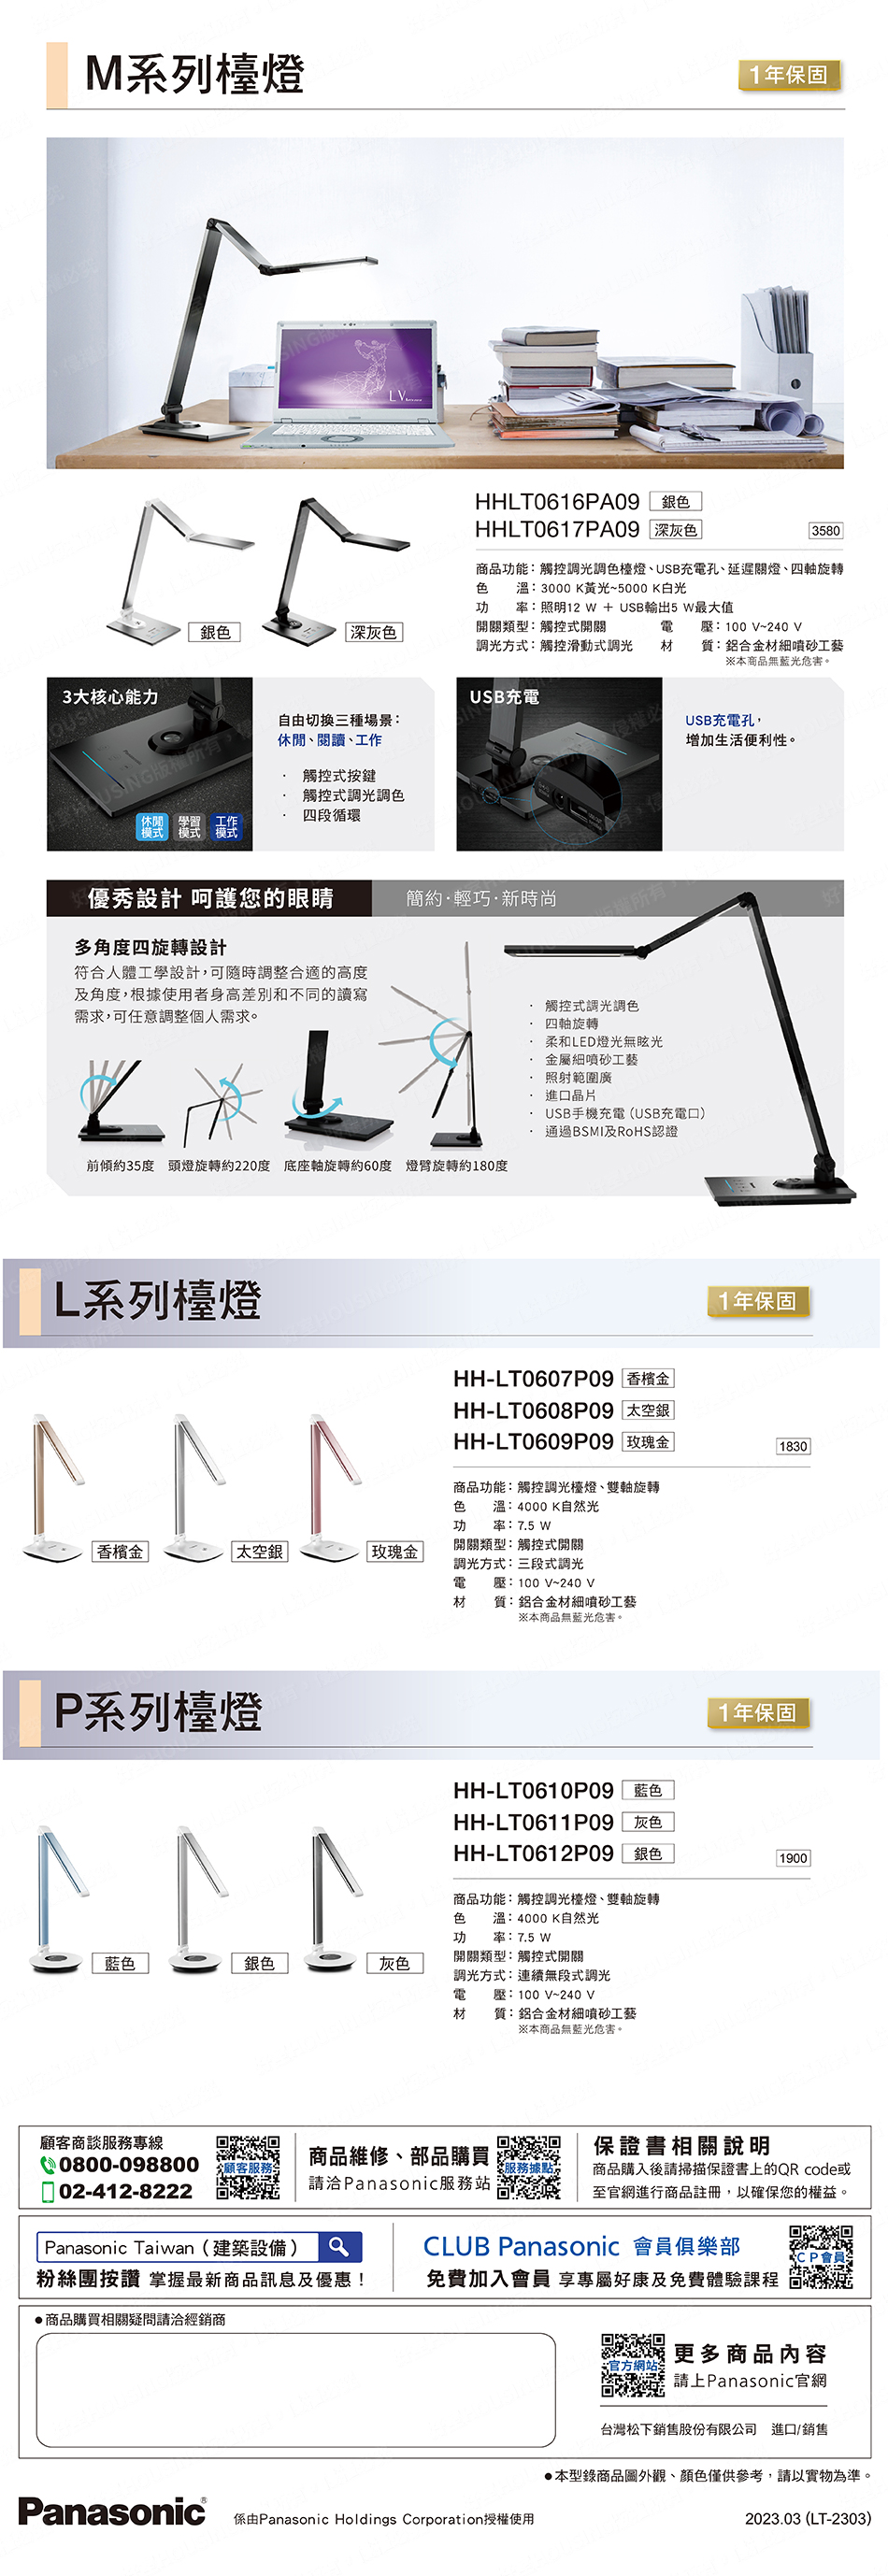 M系列檯燈
1年保固
LV
HHLT0616PA09 銀色
HHLT0617PA09 深灰色
3580
銀色
深灰色
商品功能：觸控調光調色檯燈、USB充電孔、延遲關燈、四軸旋轉
色　　溫：3000 K黃光~5000 K白光
功　　率：照明12 W ＋ USB輸出5 W最大值
開關類型：觸控式開關　　電　　壓：100 V~240 V
調光方式：觸控滑動式調光　　材　　質：鋁合金材細噴砂工藝
※本商品無藍光危害。
3大核心能力
休閒模式
學習模式
工作模式
自由切換三種場景：
休閒、閱讀、工作
· 觸控式按鍵
· 觸控式調光調色
· 四段循環
USB充電
USB充電孔，
增加生活便利性。
優秀設計 呵護您的眼睛
簡約·輕巧·新時尚
多角度四旋轉設計
符合人體工學設計，可隨時調整合適的高度
及角度，根據使用者身高差別和不同的讀寫
需求，可任意調整個人需求。
前傾約35度
頭燈旋轉約220度
底座軸旋轉約60度
燈臂旋轉約180度
· 觸控式調光調色
· 四軸旋轉
· 柔和LED燈光無眩光
· 金屬細噴砂工藝
· 照射範圍廣
· 進口晶片
· USB手機充電（USB充電口）
· 通過BSMI及RoHS認證
L系列檯燈
1年保固
HH-LT0607P09 香檳金
HH-LT0608P09 太空銀
HH-LT0609P09 玫瑰金
1830
香檳金
太空銀
玫瑰金
商品功能：觸控調光檯燈、雙軸旋轉
色　　溫：4000 K自然光
功　　率：7.5 W
開關類型：觸控式開關
調光方式：三段式調光
電　　壓：100 V~240 V
材　　質：鋁合金材細噴砂工藝
※本商品無藍光危害。
P系列檯燈
1年保固
HH-LT0610P09 藍色
HH-LT0611P09 灰色
HH-LT0612P09 銀色
1900
藍色
銀色
灰色
商品功能：觸控調光檯燈、雙軸旋轉
色　　溫：4000 K自然光
功　　率：7.5 W
開關類型：觸控式開關
調光方式：連續無段式調光
電　　壓：100 V~240 V
材　　質：鋁合金材細噴砂工藝
※本商品無藍光危害。
顧客商談服務專線
0800-098800
02-412-8222
顧客服務
商品維修、部品購買
請洽Panasonic服務站
服務據點
保證書相關說明
商品購入後請掃描保證書上的QR code或
至官網進行商品註冊，以確保您的權益。
Panasonic Taiwan（建築設備）
粉絲團按讚 掌握最新商品訊息及優惠！
CLUB Panasonic 會員俱樂部
免費加入會員 享專屬好康及免費體驗課程
CP會員
●商品購買相關疑問請洽經銷商
官方網站
更多商品內容
請上Panasonic官網
台灣松下銷售股份有限公司　進口/銷售
●本型錄商品圖外觀、顏色僅供參考，請以實物為準。
Panasonic®
係由Panasonic Holdings Corporation授權使用
2023.03 (LT-2303)